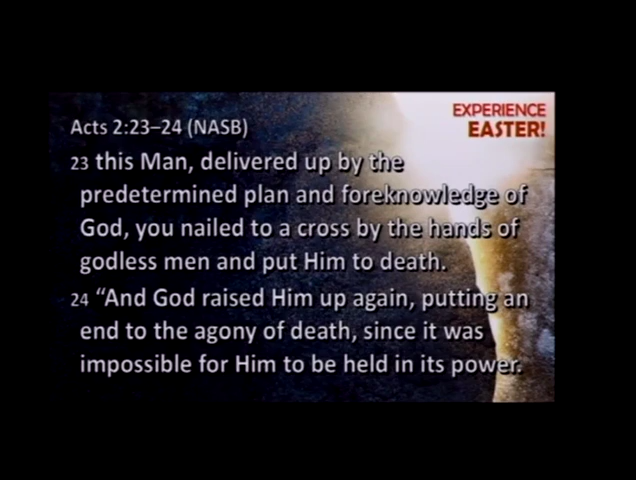 EXPERIENCE
EASTER!
Acts 2:23–24 (NASB)
23 this Man, delivered up by the
predetermined plan and foreknowledge of
God, you nailed to a cross by the hands of
godless men and put Him to death.
24 “And God raised Him up again, putting an
end to the agony of death, since it was
impossible for Him to be held in its power.